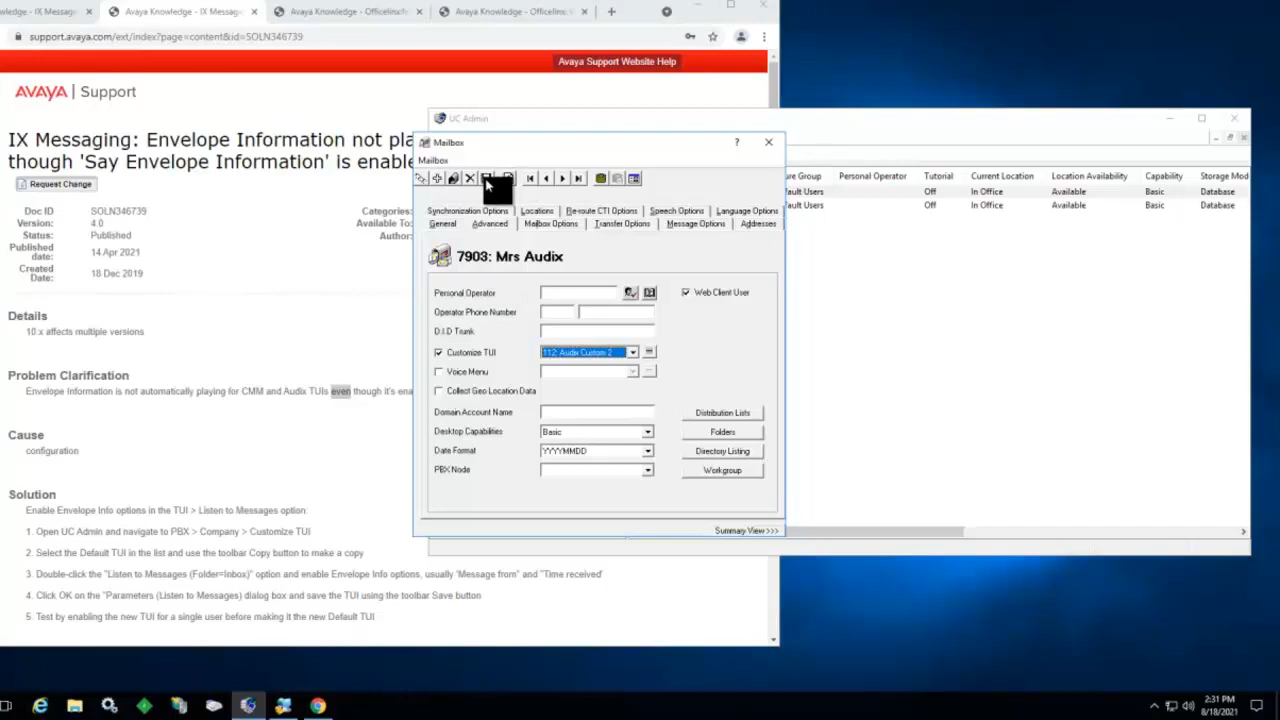 wledge - IX Messaging
Avaya Knowledge - IX Messag
Avaya Knowledge - OfficeLinx:
Avaya Knowledge - OfficeLinx:
support.avaya.com/ext/index?page=content&id=SOLN346739
Avaya Support Website Help
AVAYA | Support
IX Messaging: Envelope Information not pla
though 'Say Envelope Information' is enable
Request Change
Doc ID SOLN346739
Version: 4.0
Status: Published
Published date: 14 Apr 2021
Created Date: 18 Dec 2019
Categories:
Available To:
Author:
Details
10.x affects multiple versions
Problem Clarification
Envelope Information is not automatically playing for CMM and Audix TUIs even though it's ena
Cause
configuration
Solution
Enable Envelope Info options in the TUI > Listen to Messages option:
1. Open UC Admin and navigate to PBX > Company > Customize TUI
2. Select the Default TUI in the list and use the toolbar Copy button to make a copy
3. Double-click the "Listen to Messages (Folder=Inbox)" option and enable Envelope Info options, usually 'Message from" and "Time received'
4. Click OK on the "Parameters (Listen to Messages) dialog box and save the TUI using the toolbar Save button
5. Test by enabling the new TUI for a single user before making it the new Default TUI
UC Admin
Mailbox
Mailbox
Synchronization Options Locations Re-route CTI Options Speech Options Language Options
General Advanced Mailbox Options Transfer Options Message Options Addresses
7903: Mrs Audix
Personal Operator
Web Client User
Operator Phone Number
D.I.D Trunk
Customize TUI 112: Audix Custom 2
Voice Menu
Collect Geo Location Data
Domain Account Name
Distribution Lists
Desktop Capabilities Basic
Folders
Date Format YYYYMMDD
Directory Listing
PBX Node
Workgroup
Summary View >>>
ure Group Personal Operator Tutorial Current Location Location Availability Capability Storage Mod
fault Users Off In Office Available Basic Database
fault Users Off In Office Available Basic Database
2:31 PM
8/18/2021